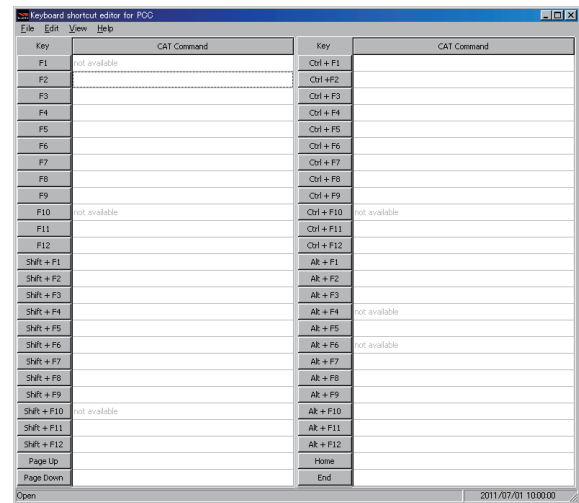 Keyboard shortcut editor for PCC
File Edit View Help
Key CAT Command Key CAT Command
F1 not available Ctrl + F1
F2 Ctrl +F2
F3 Ctrl + F3
F4 Ctrl + F4
F5 Ctrl + F5
F6 Ctrl + F6
F7 Ctrl + F7
F8 Ctrl + F8
F9 Ctrl + F9
F10 not available Ctrl + F10 not available
F11 Ctrl + F11
F12 Ctrl + F12
Shift + F1 Alt + F1
Shift + F2 Alt + F2
Shift + F3 Alt + F3
Shift + F4 Alt + F4 not available
Shift + F5 Alt + F5
Shift + F6 Alt + F6 not available
Shift + F7 Alt + F7
Shift + F8 Alt + F8
Shift + F9 Alt + F9
Shift + F10 not available Alt + F10
Shift + F11 Alt + F11
Shift + F12 Alt + F12
Page Up Home
Page Down End
Open 2011/07/01 10:00:00